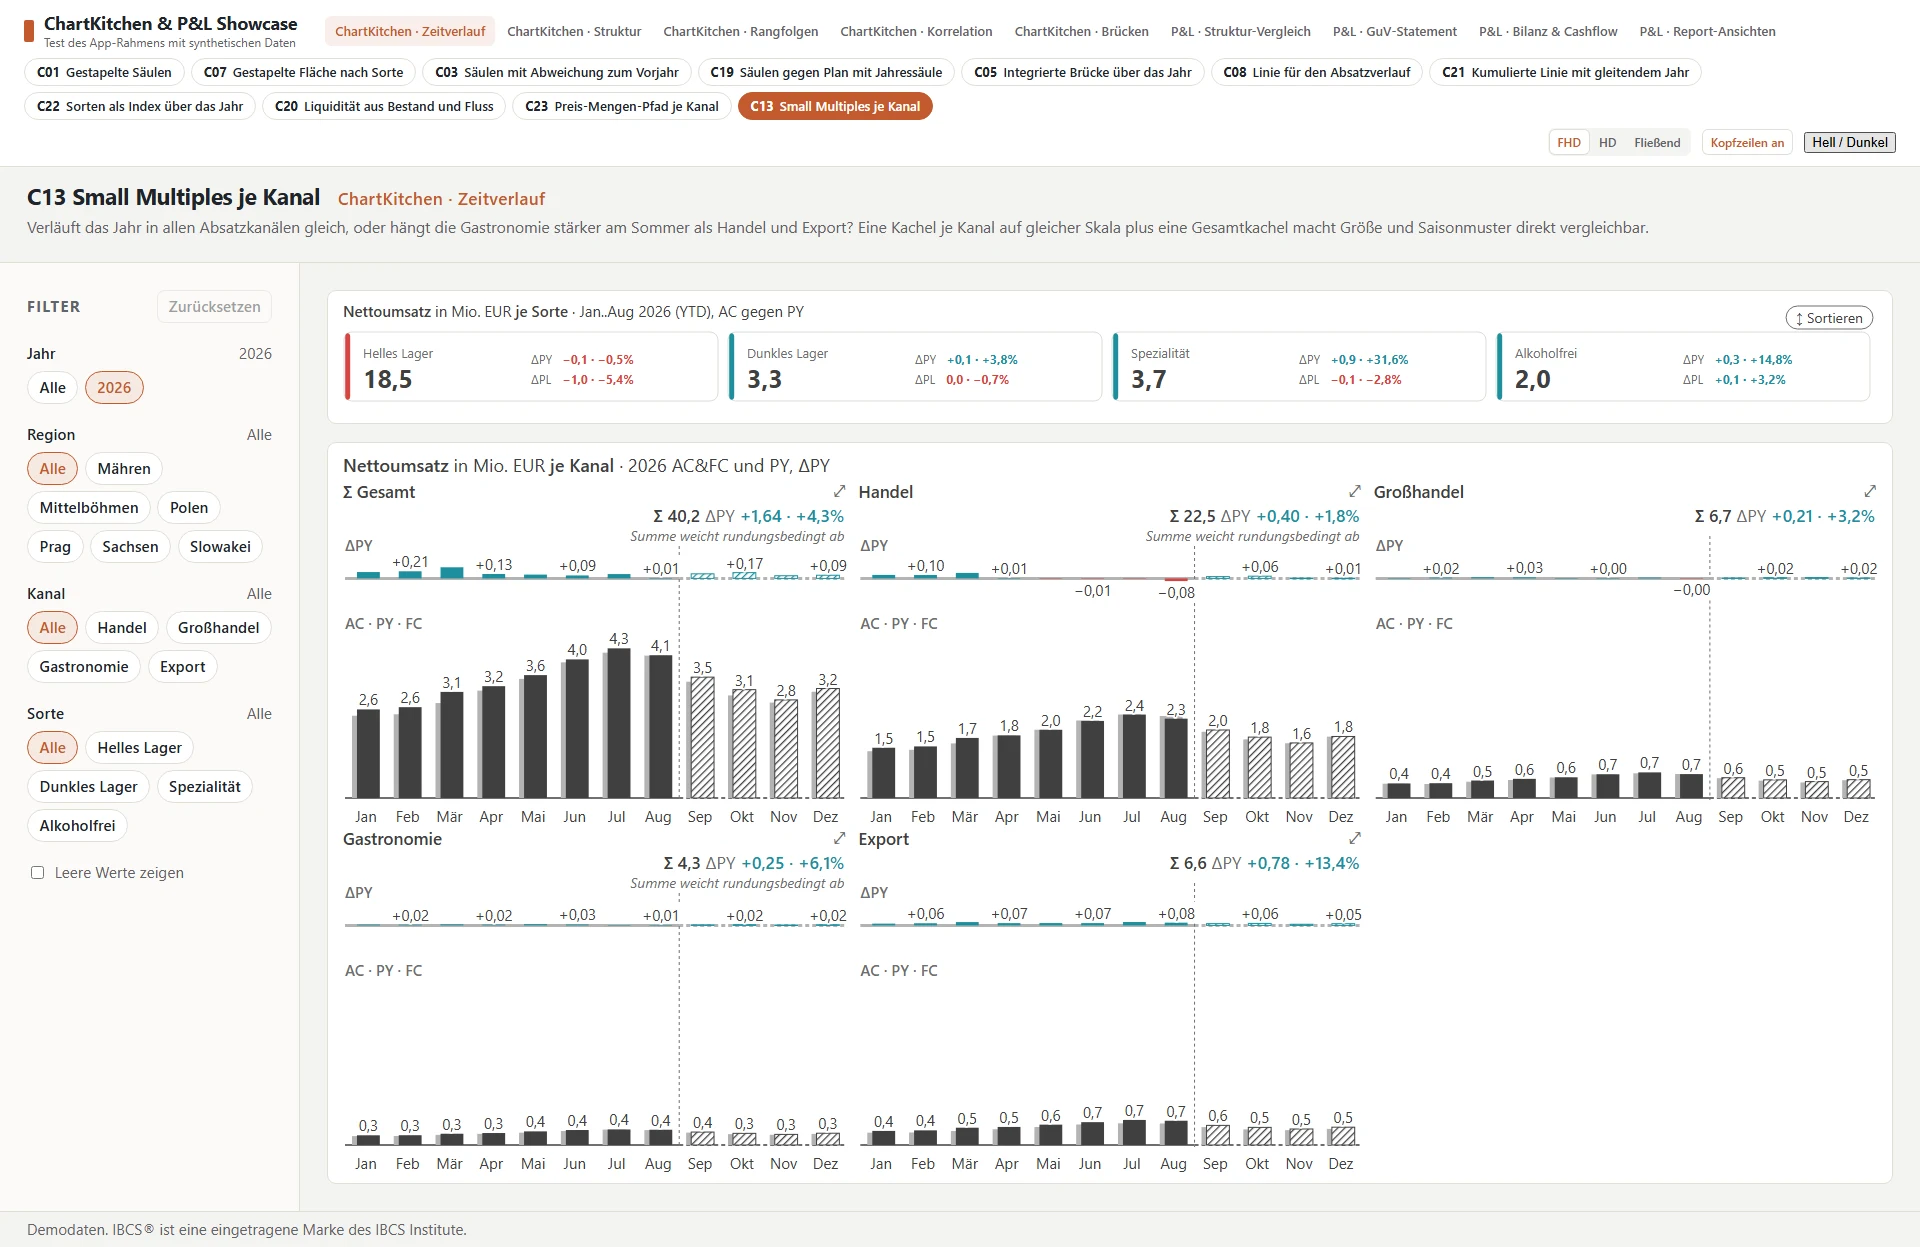 ChartKitchen & P&L Showcase
Test des App-Rahmens mit synthetischen Daten
ChartKitchen · Zeitverlauf
ChartKitchen · Struktur
ChartKitchen · Rangfolgen
ChartKitchen · Korrelation
ChartKitchen · Brücken
P&L · Struktur-Vergleich
P&L · GuV-Statement
P&L · Bilanz & Cashflow
P&L · Report-Ansichten
C01 Gestapelte Säulen
C07 Gestapelte Fläche nach Sorte
C03 Säulen mit Abweichung zum Vorjahr
C19 Säulen gegen Plan mit Jahressäule
C05 Integrierte Brücke über das Jahr
C08 Linie für den Absatzverlauf
C21 Kumulierte Linie mit gleitendem Jahr
C22 Sorten als Index über das Jahr
C20 Liquidität aus Bestand und Fluss
C23 Preis-Mengen-Pfad je Kanal
C13 Small Multiples je Kanal
FHD HD Fließend
Kopfzeilen an
Hell / Dunkel
C13 Small Multiples je Kanal ChartKitchen · Zeitverlauf
Verläuft das Jahr in allen Absatzkanälen gleich, oder hängt die Gastronomie stärker am Sommer als Handel und Export? Eine Kachel je Kanal auf gleicher Skala plus eine Gesamtkachel macht Größe und Saisonmuster direkt vergleichbar.
FILTER Zurücksetzen
Jahr 2026
Alle 2026
Region Alle
Alle Mähren
Mittelböhmen Polen
Prag Sachsen Slowakei
Kanal Alle
Alle Handel Großhandel
Gastronomie Export
Sorte Alle
Alle Helles Lager
Dunkles Lager Spezialität
Alkoholfrei
Leere Werte zeigen
Nettoumsatz in Mio. EUR je Sorte · Jan..Aug 2026 (YTD), AC gegen PY
↕ Sortieren
Helles Lager
18,5
ΔPY −0,1 · −0,5%
ΔPL −1,0 · −5,4%
Dunkles Lager
3,3
ΔPY +0,1 · +3,8%
ΔPL 0,0 · −0,7%
Spezialität
3,7
ΔPY +0,9 · +31,6%
ΔPL −0,1 · −2,8%
Alkoholfrei
2,0
ΔPY +0,3 · +14,8%
ΔPL +0,1 · +3,2%
Nettoumsatz in Mio. EUR je Kanal · 2026 AC&FC und PY, ΔPY
Σ Gesamt
Σ 40,2 ΔPY +1,64 · +4,3%
Summe weicht rundungsbedingt ab
ΔPY
+0,21 +0,13 +0,09 +0,01 +0,17 +0,09
AC · PY · FC
2,6 2,6 3,1 3,2 3,6 4,0 4,3 4,1 3,5 3,1 2,8 3,2
Jan Feb Mär Apr Mai Jun Jul Aug Sep Okt Nov Dez
Handel
Σ 22,5 ΔPY +0,40 · +1,8%
Summe weicht rundungsbedingt ab
ΔPY
+0,10 +0,01 −0,01 −0,08 +0,06 +0,01
AC · PY · FC
1,5 1,5 1,7 1,8 2,0 2,2 2,4 2,3 2,0 1,8 1,6 1,8
Jan Feb Mär Apr Mai Jun Jul Aug Sep Okt Nov Dez
Großhandel
Σ 6,7 ΔPY +0,21 · +3,2%
ΔPY
+0,02 +0,03 +0,00 −0,00 +0,02 +0,02
AC · PY · FC
0,4 0,4 0,5 0,6 0,6 0,7 0,7 0,7 0,6 0,5 0,5 0,5
Jan Feb Mär Apr Mai Jun Jul Aug Sep Okt Nov Dez
Gastronomie
Σ 4,3 ΔPY +0,25 · +6,1%
Summe weicht rundungsbedingt ab
ΔPY
+0,02 +0,02 +0,03 +0,01 +0,02 +0,02
AC · PY · FC
0,3 0,3 0,3 0,3 0,4 0,4 0,4 0,4 0,4 0,3 0,3 0,3
Jan Feb Mär Apr Mai Jun Jul Aug Sep Okt Nov Dez
Export
Σ 6,6 ΔPY +0,78 · +13,4%
ΔPY
+0,06 +0,07 +0,07 +0,08 +0,06 +0,05
AC · PY · FC
0,4 0,4 0,5 0,5 0,6 0,7 0,7 0,7 0,6 0,5 0,5 0,5
Jan Feb Mär Apr Mai Jun Jul Aug Sep Okt Nov Dez
Demodaten. IBCS® ist eine eingetragene Marke des IBCS Institute.